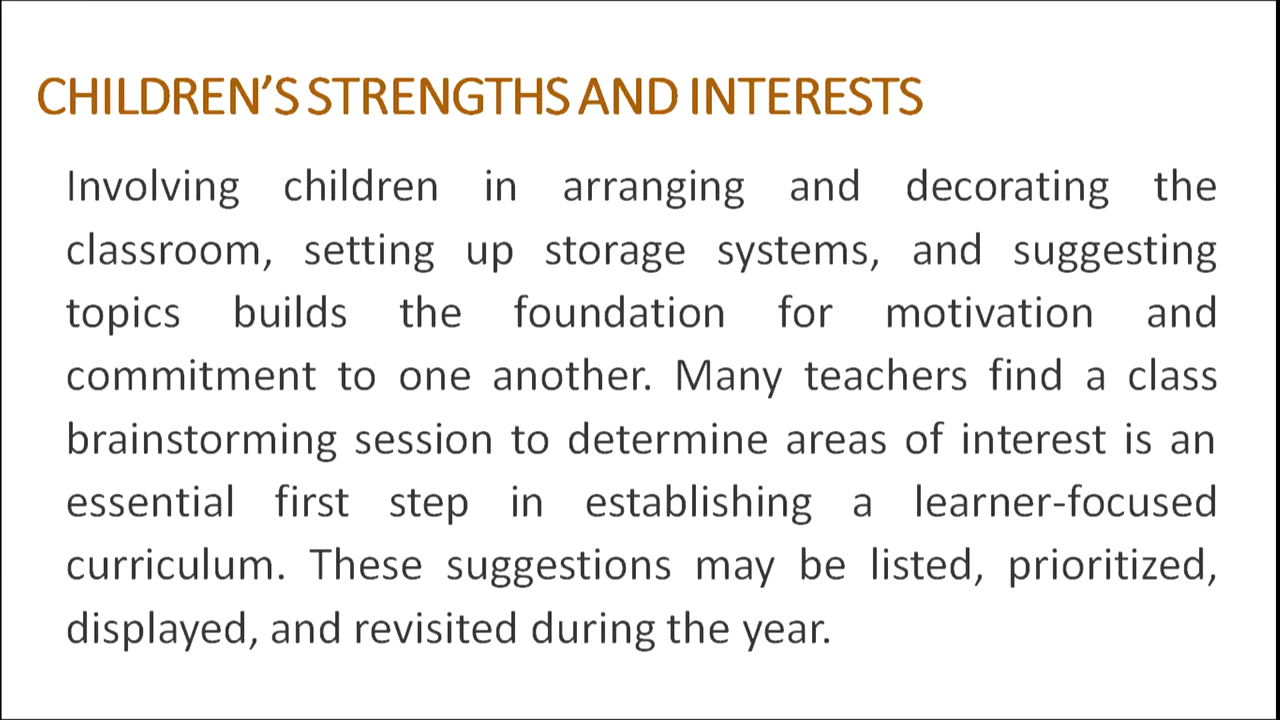 CHILDREN’S STRENGTHS AND INTERESTS
Involving children in arranging and decorating the
classroom, setting up storage systems, and suggesting
topics builds the foundation for motivation and
commitment to one another. Many teachers find a class
brainstorming session to determine areas of interest is an
essential first step in establishing a learner-focused
curriculum. These suggestions may be listed, prioritized,
displayed, and revisited during the year.